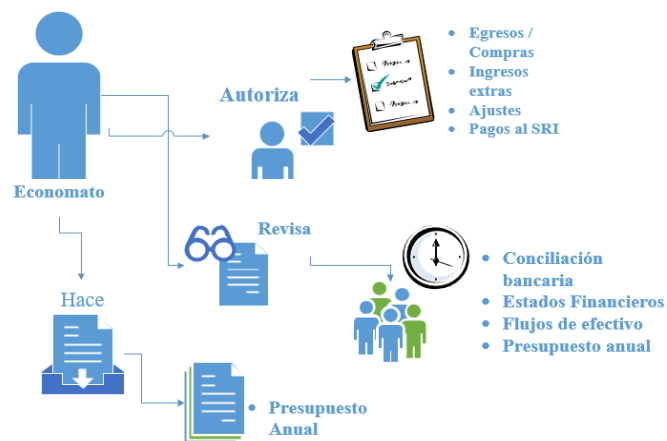 • Egresos /
Compras
• Ingresos
extras
• Ajustes
• Pagos al SRI
Autoriza
Economato
Revisa
• Conciliación
bancaria
• Estados Financieros
• Flujos de efectivo
• Presupuesto anual
Hace
• Presupuesto
Anual